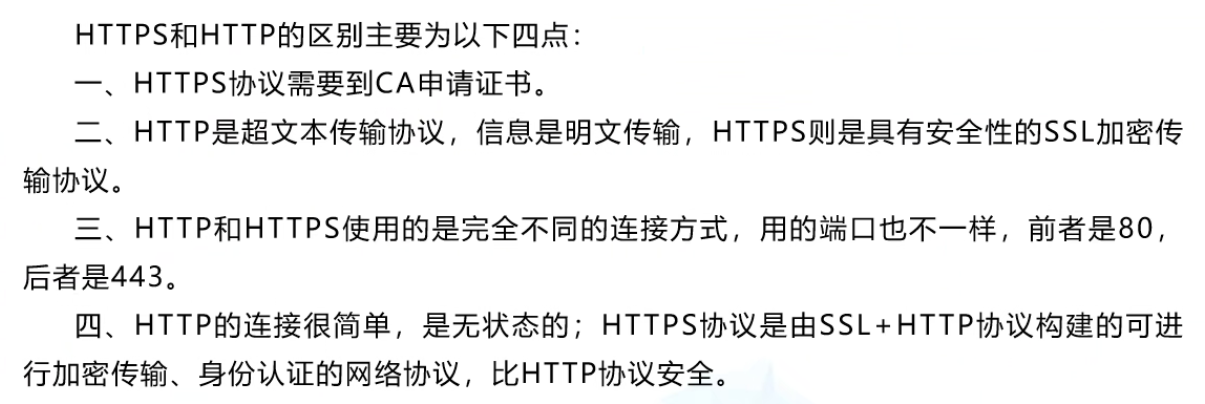 HTTPS和HTTP的区别主要为以下四点：
一、HTTPS协议需要到CA申请证书。
二、HTTP是超文本传输协议，信息是明文传输，HTTPS则是具有安全性的SSL加密传
输协议。
三、HTTP和HTTPS使用的是完全不同的连接方式，用的端口也不一样，前者是80，
后者是443。
四、HTTP的连接很简单，是无状态的；HTTPS协议是由SSL+HTTP协议构建的可进
行加密传输、身份认证的网络协议，比HTTP协议安全。